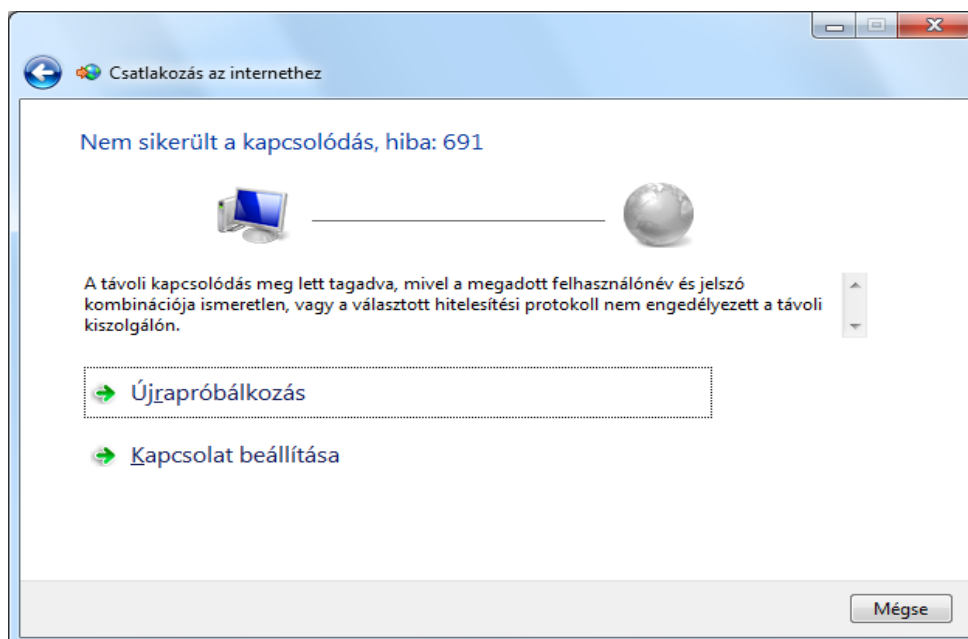 Csatlakozás az internethez
Nem sikerült a kapcsolódás, hiba: 691
A távoli kapcsolódás meg lett tagadva, mivel a megadott felhasználónév és jelszó
kombinációja ismeretlen, vagy a választott hitelesítési protokoll nem engedélyezett a távoli
kiszolgálón.
Újrapróbálkozás
Kapcsolat beállítása
Mégse